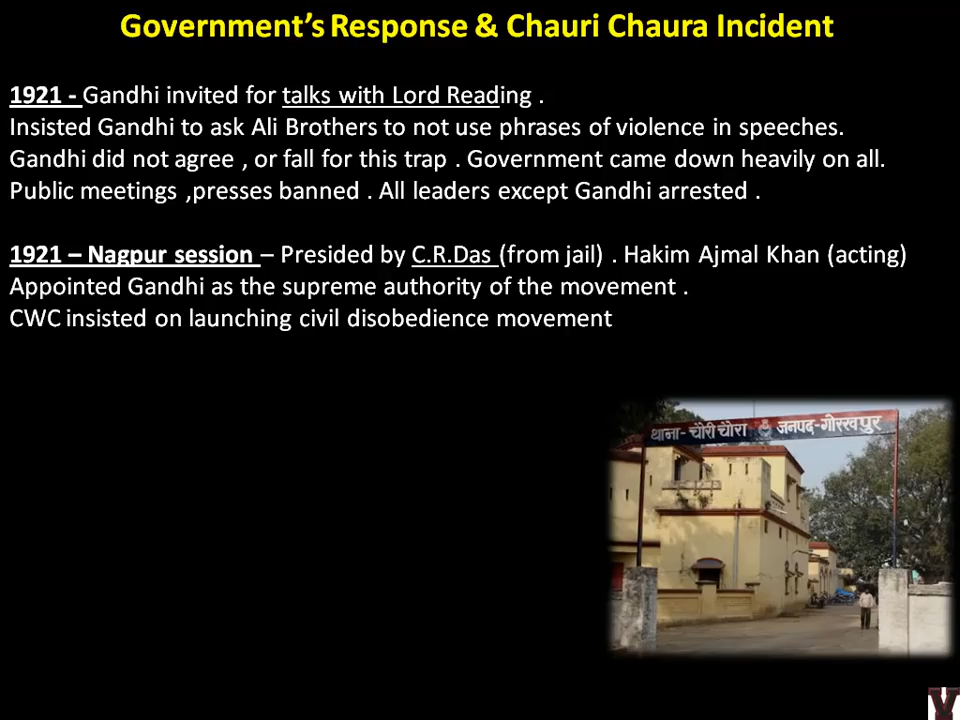 Government's Response & Chauri Chaura Incident
1921 - Gandhi invited for talks with Lord Reading .
Insisted Gandhi to ask Ali Brothers to not use phrases of violence in speeches.
Gandhi did not agree , or fall for this trap . Government came down heavily on all.
Public meetings ,presses banned . All leaders except Gandhi arrested .
1921 – Nagpur session – Presided by C.R.Das (from jail) . Hakim Ajmal Khan (acting)
Appointed Gandhi as the supreme authority of the movement .
CWC insisted on launching civil disobedience movement
थाना- चौरी चौरा जनपद-गोरखपुर